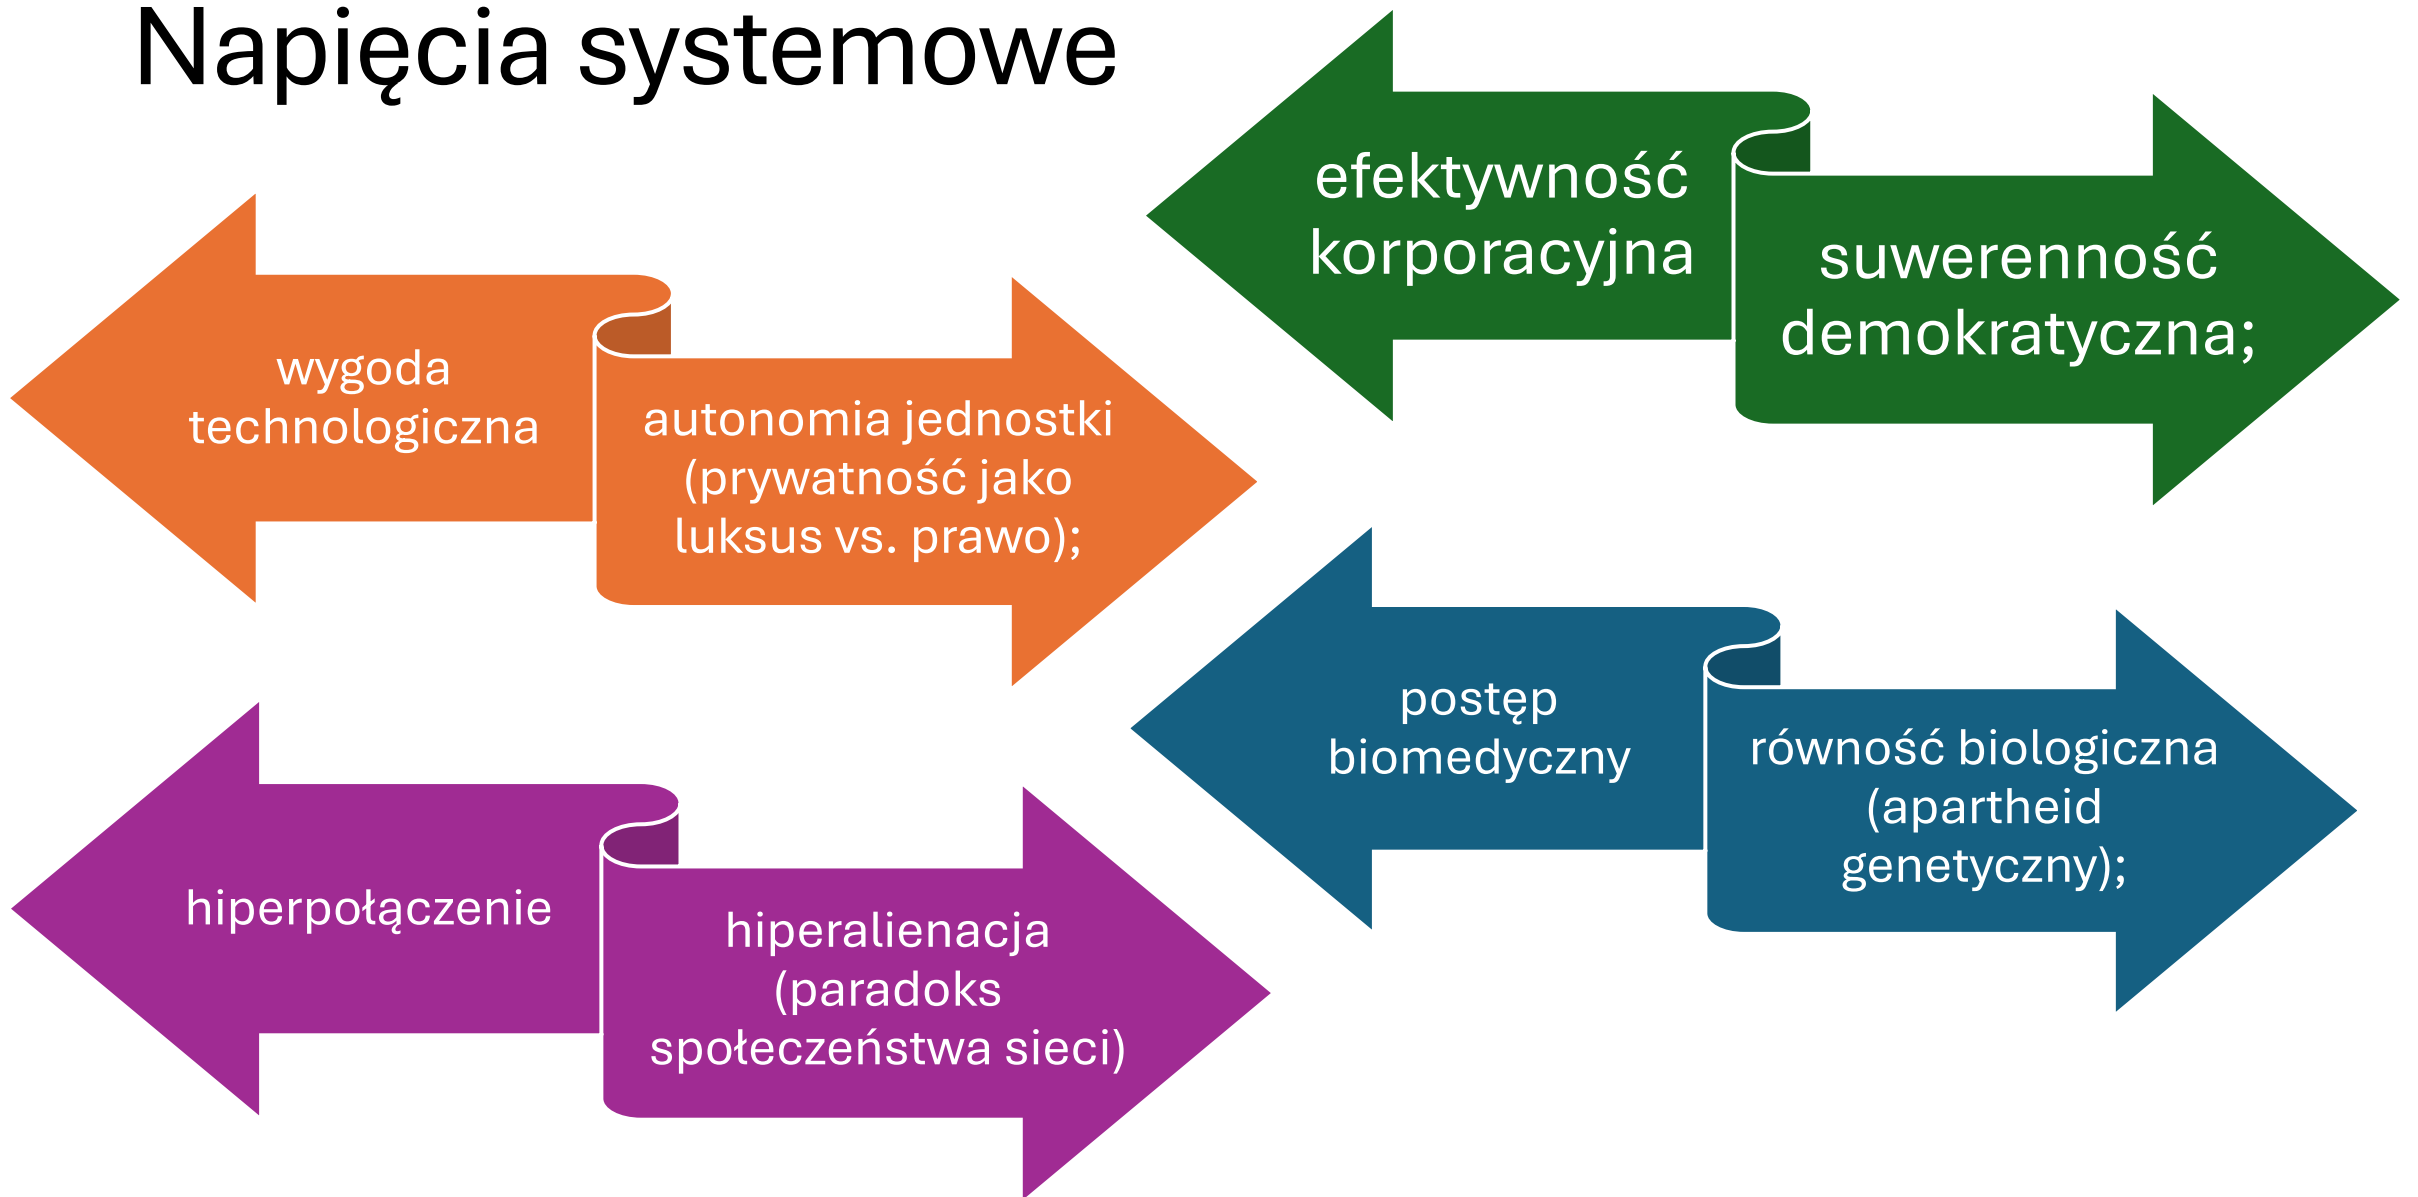 Napięcia systemowe
efektywność
korporacyjna
suwerenność
demokratyczna;
wygoda
technologiczna
autonomia jednostki
(prywatność jako
luksus vs. prawo);
postęp
biomedyczny
równość biologiczna
(apartheid
genetyczny);
hiperpołączenie
hiperalienacja
(paradoks
społeczeństwa sieci)